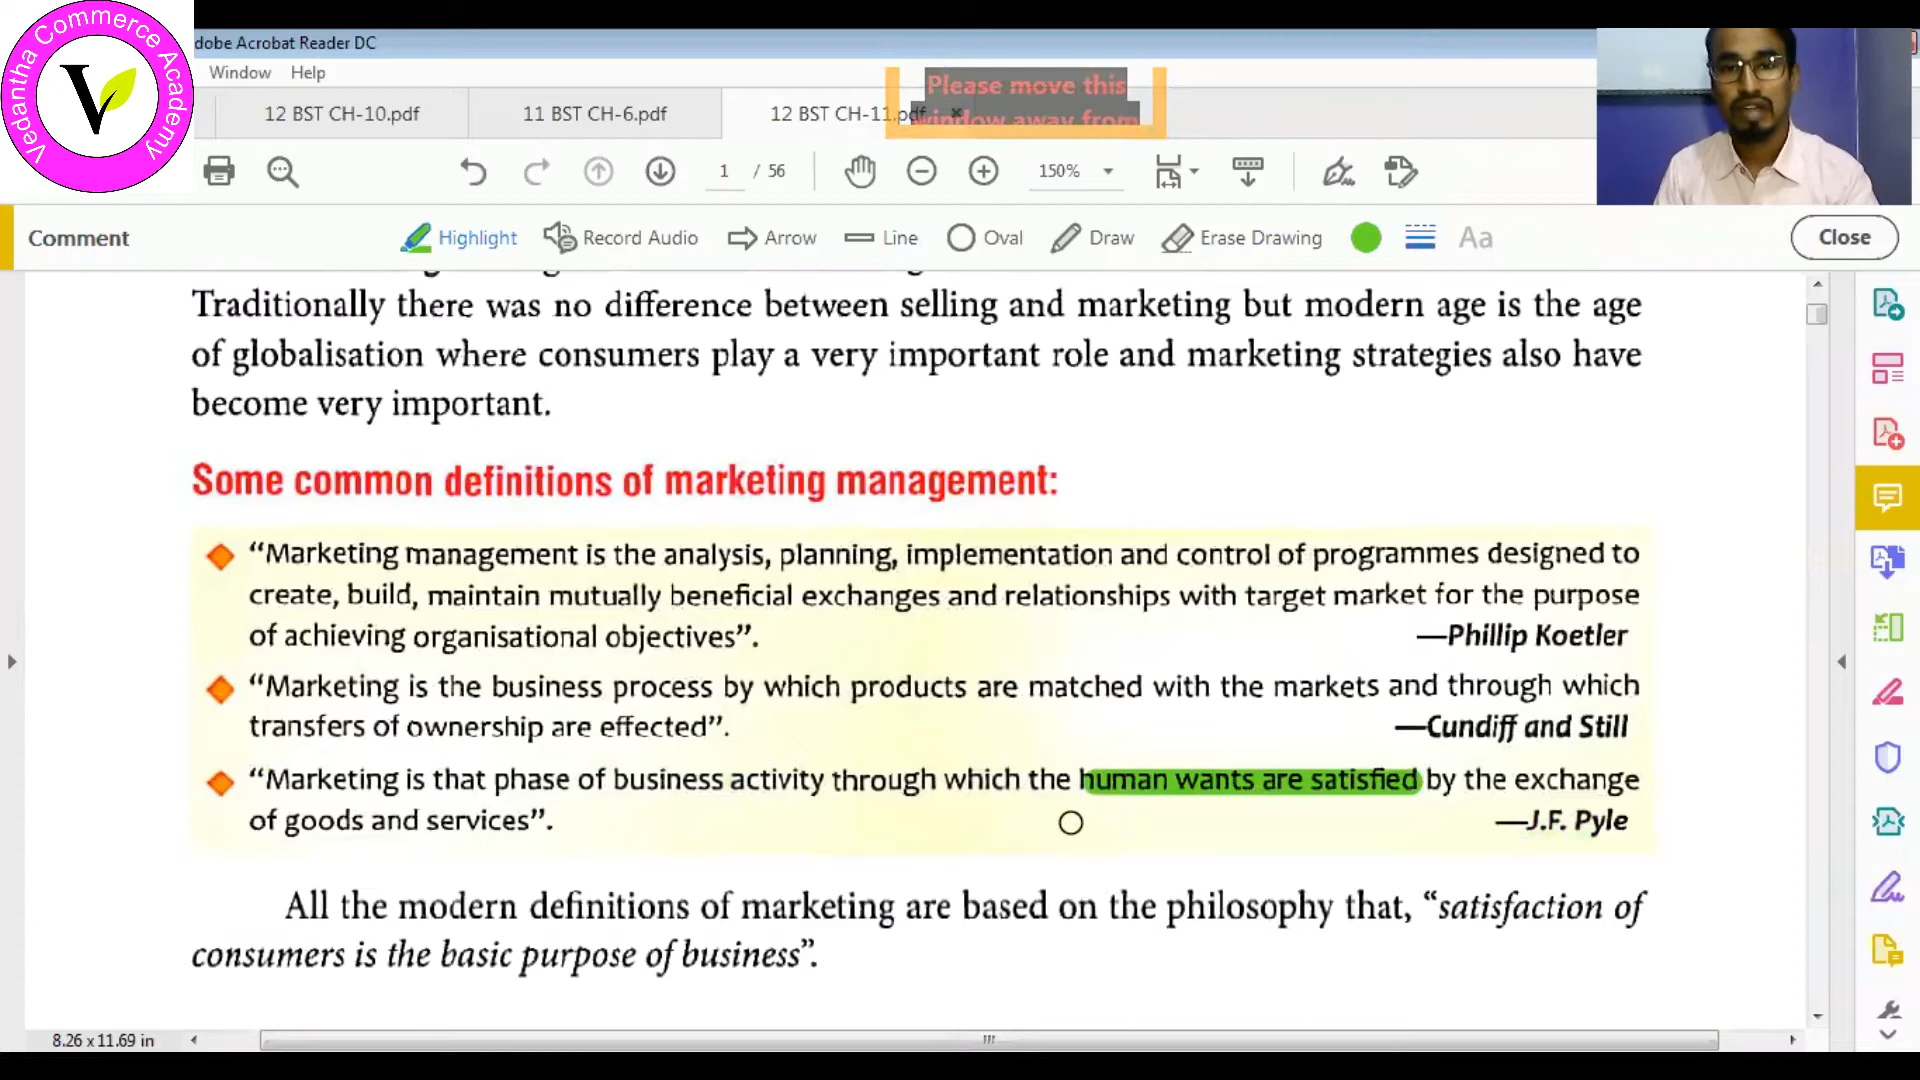 Vedantha Commerce Academy
V
dobe Acrobat Reader DC
Window Help
Please move this
window away from
12 BST CH-10.pdf 11 BST CH-6.pdf 12 BST CH-11.pdf
1 / 56 150%
Comment Highlight Record Audio Arrow Line Oval Draw Erase Drawing Aa Close
Traditionally there was no difference between selling and marketing but modern age is the age
of globalisation where consumers play a very important role and marketing strategies also have
become very important.
Some common definitions of marketing management:
“Marketing management is the analysis, planning, implementation and control of programmes designed to
create, build, maintain mutually beneficial exchanges and relationships with target market for the purpose
of achieving organisational objectives”. —Phillip Koetler
“Marketing is the business process by which products are matched with the markets and through which
transfers of ownership are effected”. —Cundiff and Still
“Marketing is that phase of business activity through which the human wants are satisfied by the exchange
of goods and services”. —J.F. Pyle
All the modern definitions of marketing are based on the philosophy that, “satisfaction of
consumers is the basic purpose of business”.
8.26 x 11.69 in